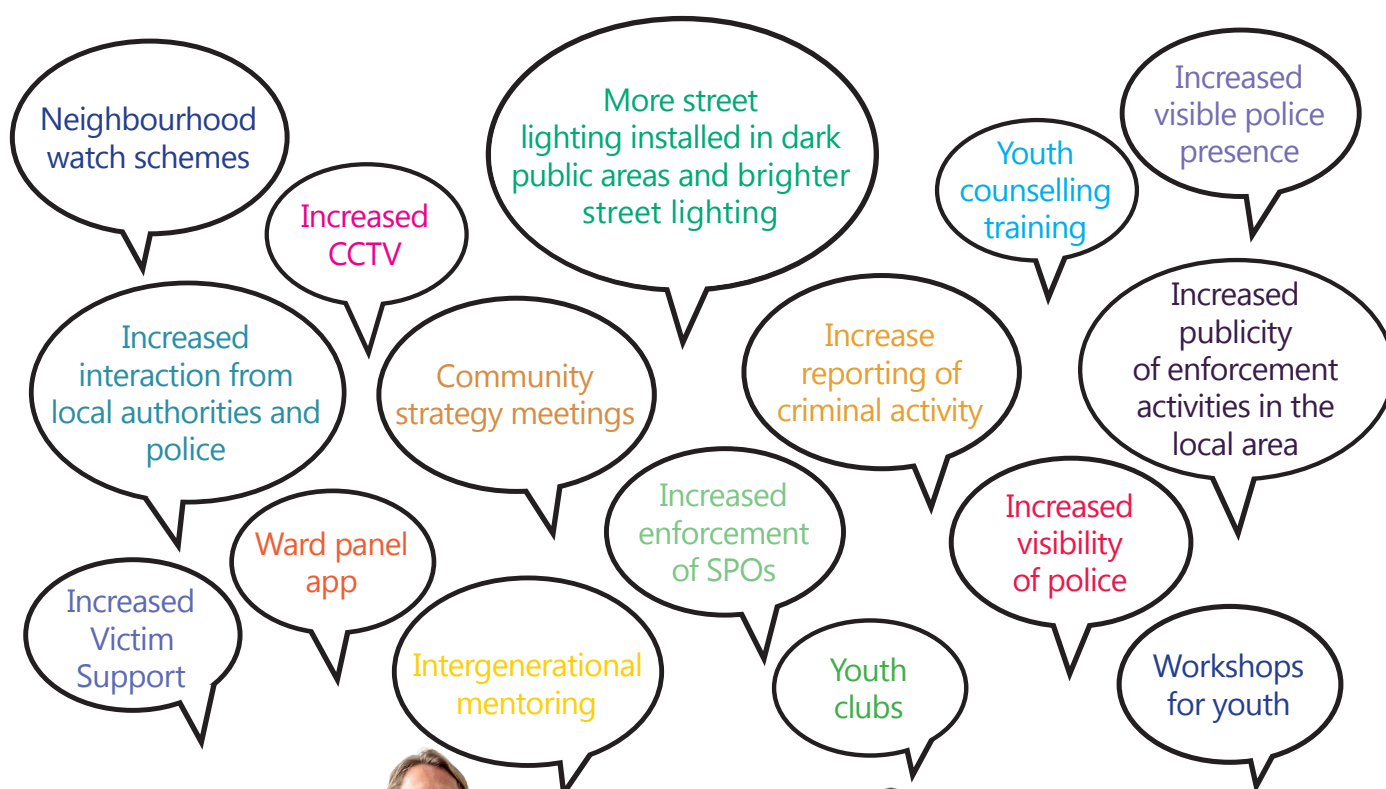 Neighbourhood
watch schemes
Increased
CCTV
More street
lighting installed in dark
public areas and brighter
street lighting
Youth
counselling
training
Increased
visible police
presence
Increased
interaction from
local authorities and
police
Community
strategy meetings
Increase
reporting of
criminal activity
Increased
publicity
of enforcement
activities in the
local area
Ward panel
app
Increased
enforcement
of SPOs
Increased
visibility
of police
Increased
Victim
Support
Intergenerational
mentoring
Youth
clubs
Workshops
for youth